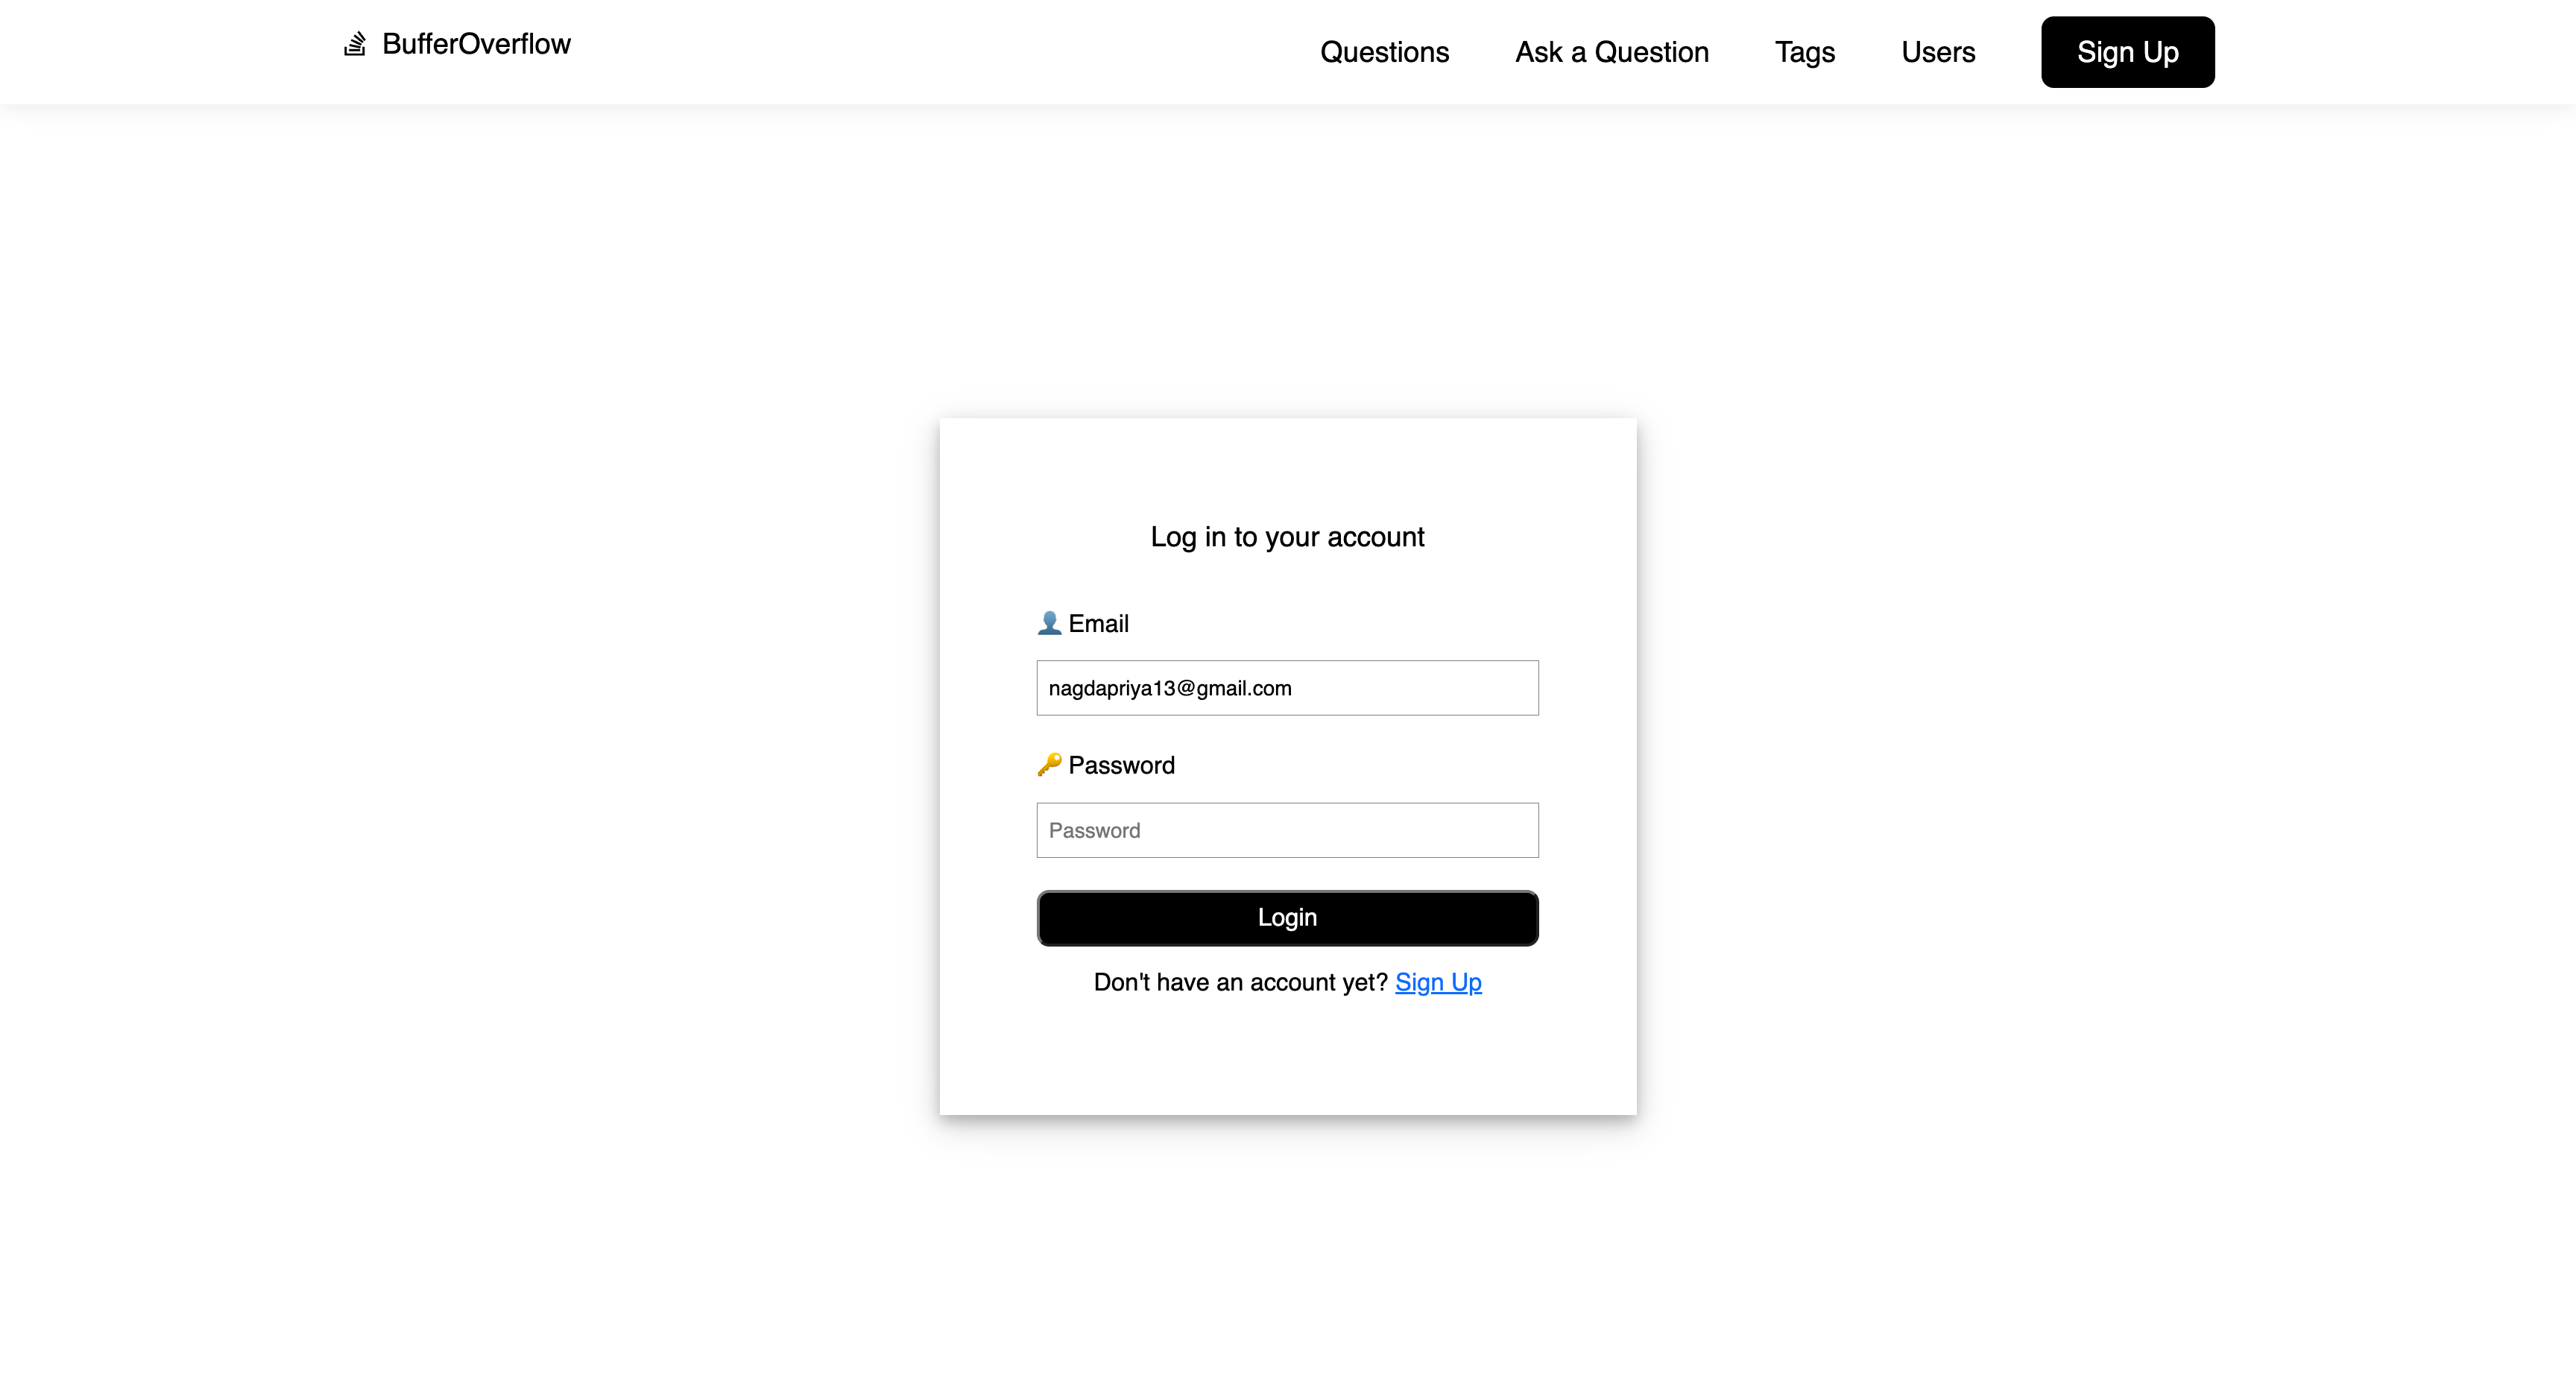 BufferOverflow
Questions Ask a Question Tags Users Sign Up
Log in to your account
Email
nagdapriya13@gmail.com
Password
Password
Login
Don't have an account yet? Sign Up